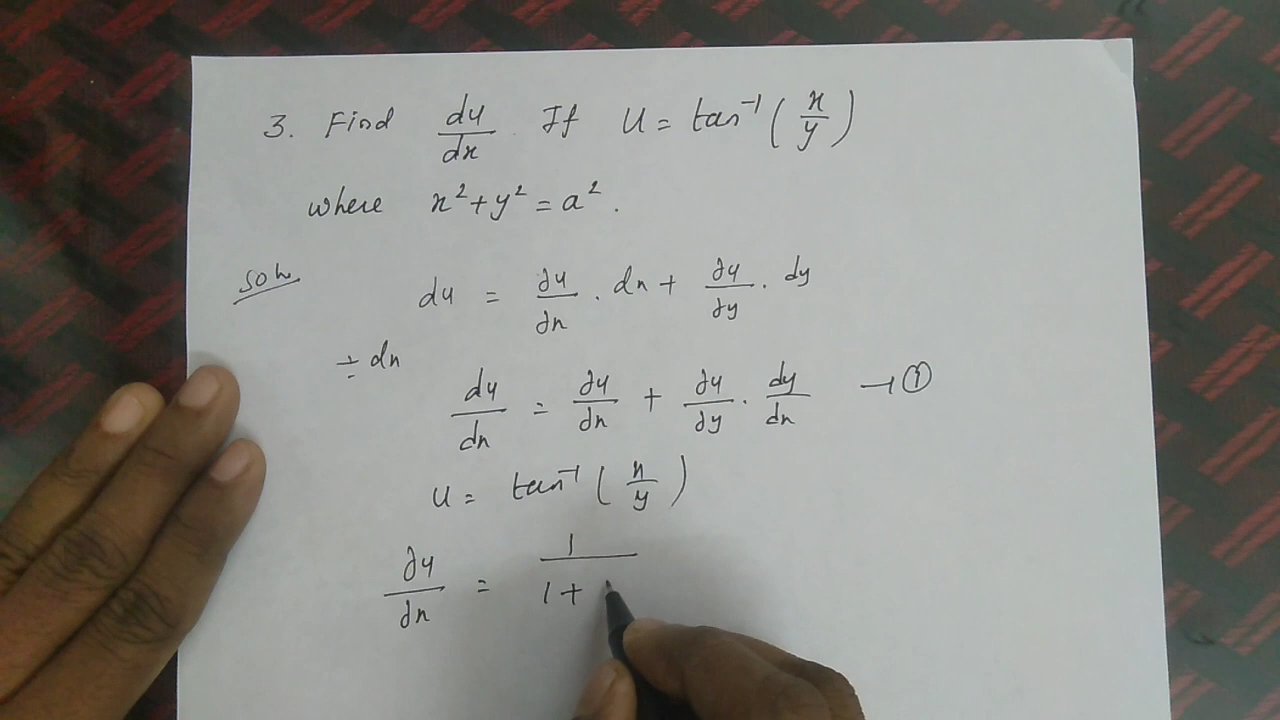 3. Find du/dx. If u = tan⁻¹(x/y)
where x²+y² = a².
Soln
du = ∂u/∂x . dx + ∂u/∂y . dy
÷ dx
du/dx = ∂u/∂x + ∂u/∂y . dy/dx → ①
u = tan⁻¹(x/y)
∂u/∂x = 1/1+